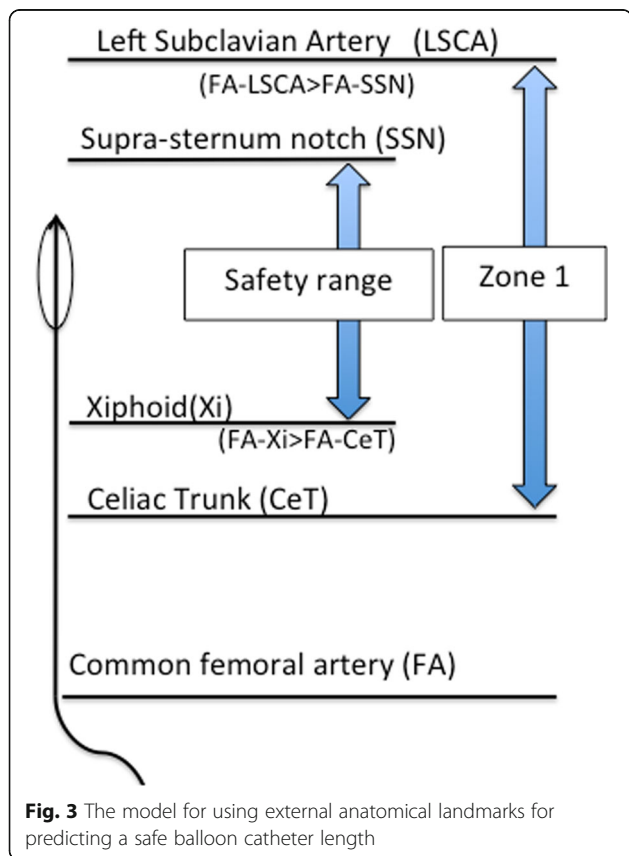 Left Subclavian Artery (LSCA)
(FA-LSCA>FA-SSN)
Supra-sternum notch (SSN)
Safety range
Zone 1
Xiphoid(Xi)
(FA-Xi>FA-CeT)
Celiac Trunk (CeT)
Common femoral artery (FA)
Fig. 3 The model for using external anatomical landmarks for
predicting a safe balloon catheter length